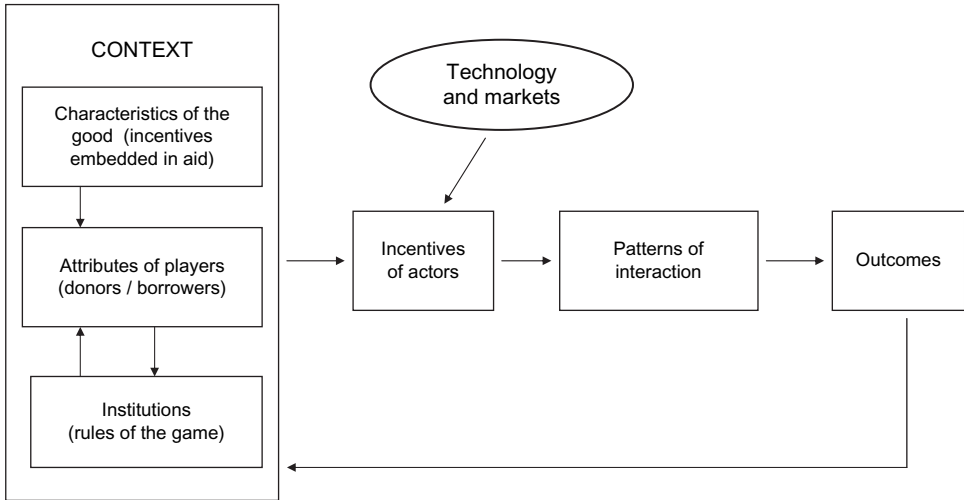 CONTEXT
Characteristics of the
good (incentives
embedded in aid)
Attributes of players
(donors / borrowers)
Institutions
(rules of the game)
Technology
and markets
Incentives
of actors
Patterns of
interaction
Outcomes